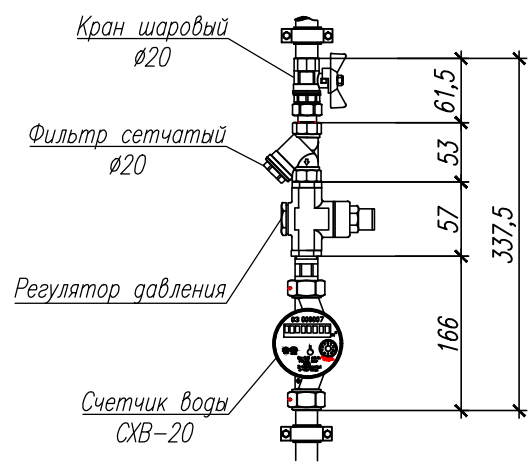 Кран шаровый
ø20
61,5
Фильтр сетчатый
ø20
53
57
337,5
Регулятор давления
166
Счетчик воды
СХВ-20